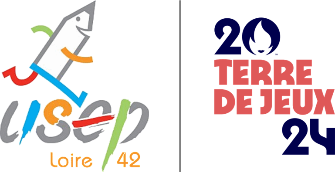 usep
Loire 42
20
TERRE
DE JEUX
24